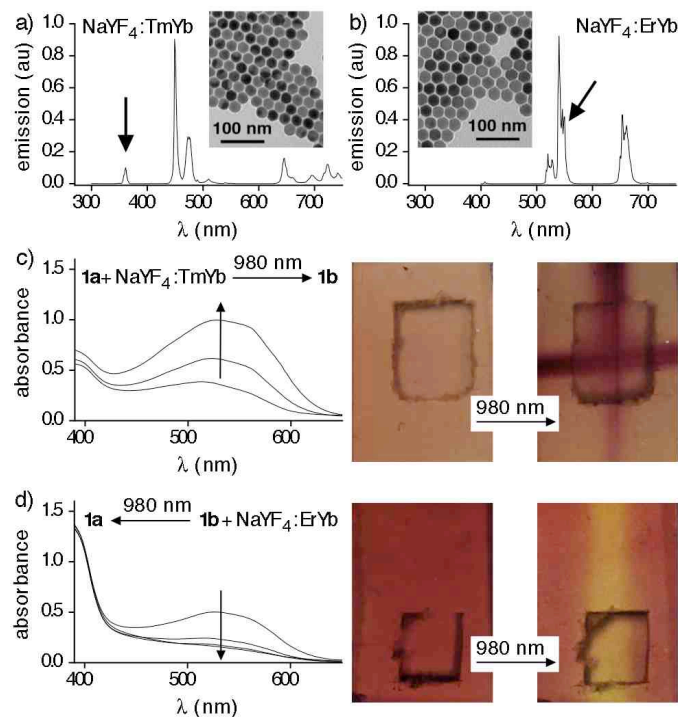 a)
NaYF4:TmYb
emission (au)
1.0
0.8
0.6
0.4
0.2
0.0
100 nm
300 400 500 600 700
λ (nm)
b)
NaYF4:ErYb
emission (au)
1.0
0.8
0.6
0.4
0.2
0.0
100 nm
300 400 500 600 700
λ (nm)
c)
1a+ NaYF4:TmYb 980 nm 1b
absorbance
1.5
1.0
0.5
0.0
400 500 600
λ (nm)
980 nm
d)
1a 980 nm 1b + NaYF4:ErYb
absorbance
1.5
1.0
0.5
0.0
400 500 600
λ (nm)
980 nm